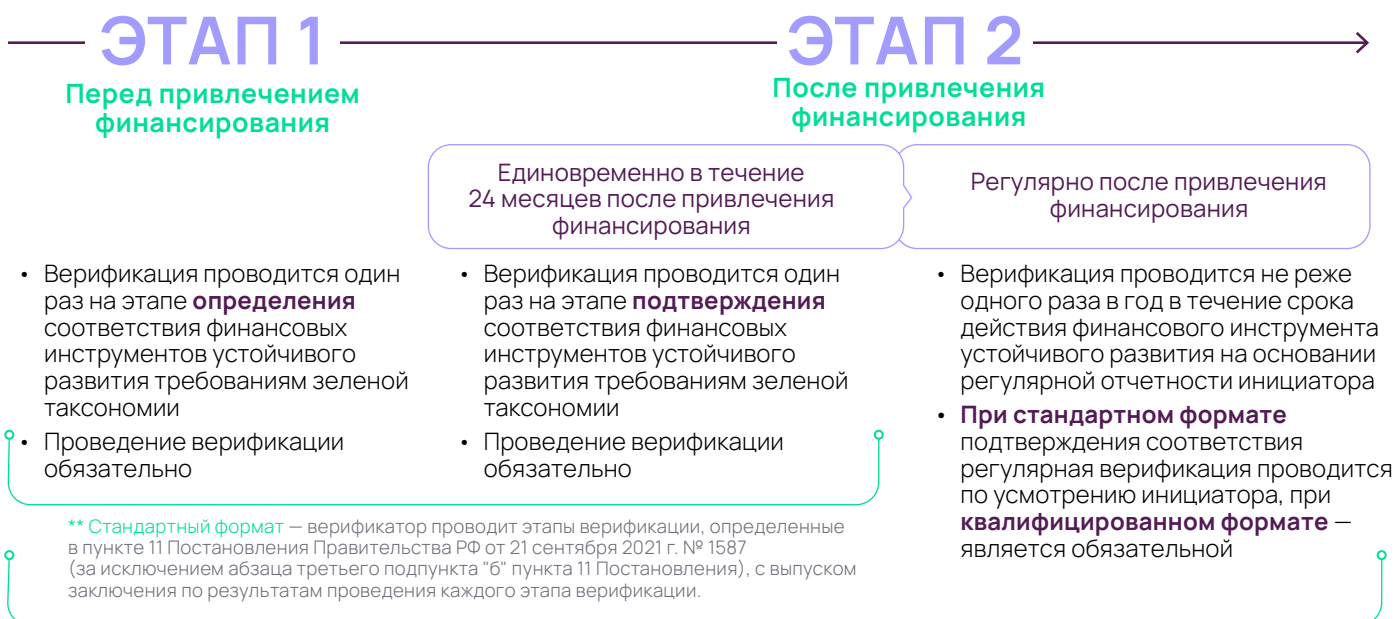 ЭТАП 1
Перед привлечением
финансирования
ЭТАП 2
После привлечения
финансирования
Единовременно в течение
24 месяцев после привлечения
финансирования
Регулярно после привлечения
финансирования
• Верификация проводится один
раз на этапе определения
соответствия финансовых
инструментов устойчивого
развития требованиям зеленой
таксономии
• Проведение верификации
обязательно
• Верификация проводится один
раз на этапе подтверждения
соответствия финансовых
инструментов устойчивого
развития требованиям зеленой
таксономии
• Проведение верификации
обязательно
• Верификация проводится не реже
одного раза в год в течение срока
действия финансового инструмента
устойчивого развития на основании
регулярной отчетности инициатора
• При стандартном формате
подтверждения соответствия
регулярная верификация проводится
по усмотрению инициатора, при
квалифицированном формате —
является обязательной
** Стандартный формат — верификатор проводит этапы верификации, определенные
в пункте 11 Постановления Правительства РФ от 21 сентября 2021 г. № 1587
(за исключением абзаца третьего подпункта "б" пункта 11 Постановления), с выпуском
заключения по результатам проведения каждого этапа верификации.